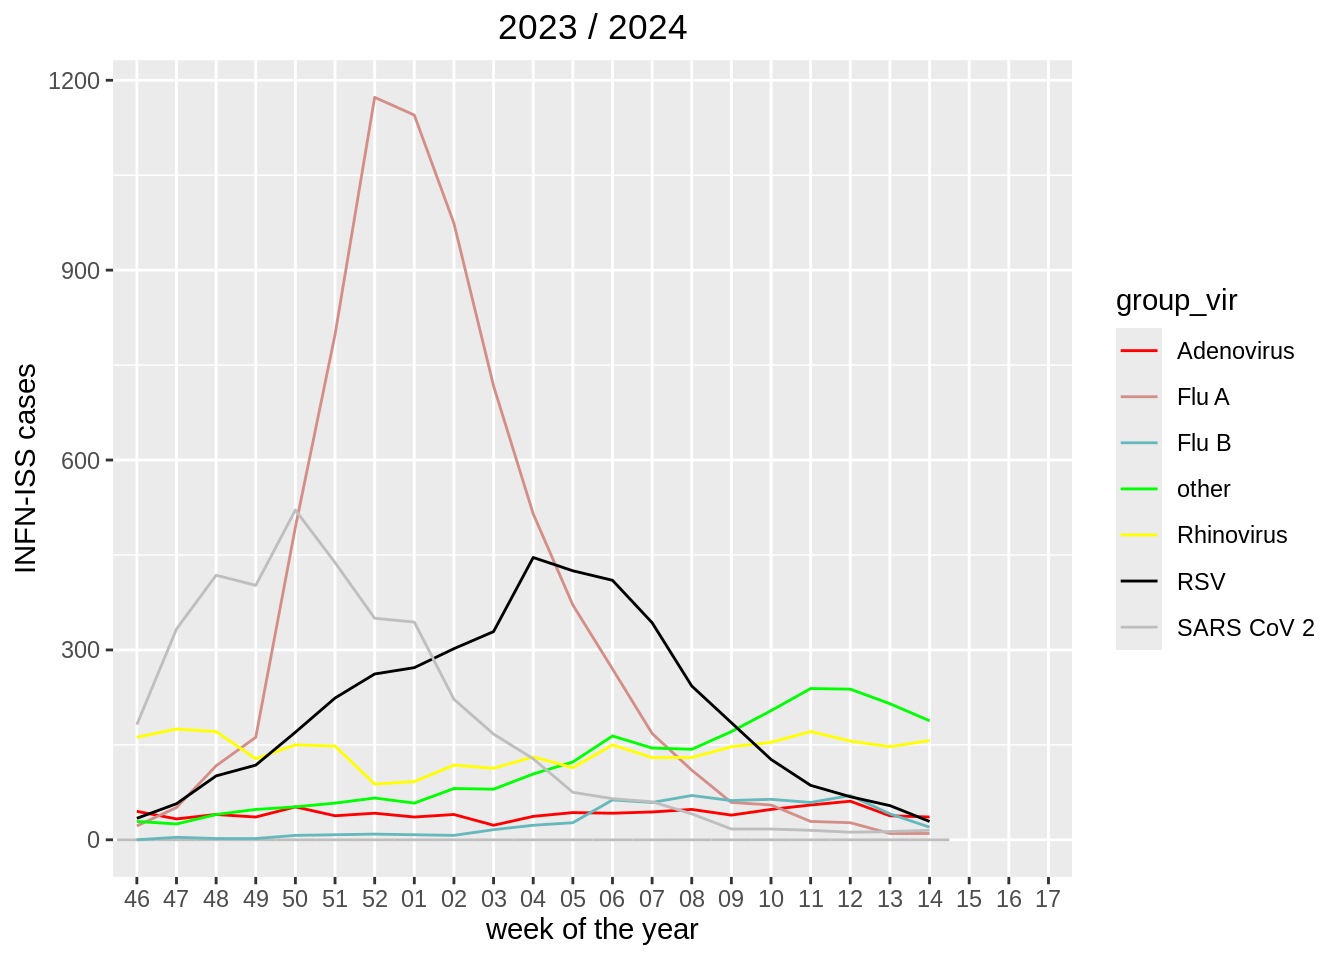 2023 / 2024
INFN-ISS cases
1200
900
600
300
0
46 47 48 49 50 51 52 01 02 03 04 05 06 07 08 09 10 11 12 13 14 15 16 17
week of the year
group_vir
Adenovirus
Flu A
Flu B
other
Rhinovirus
RSV
SARS CoV 2